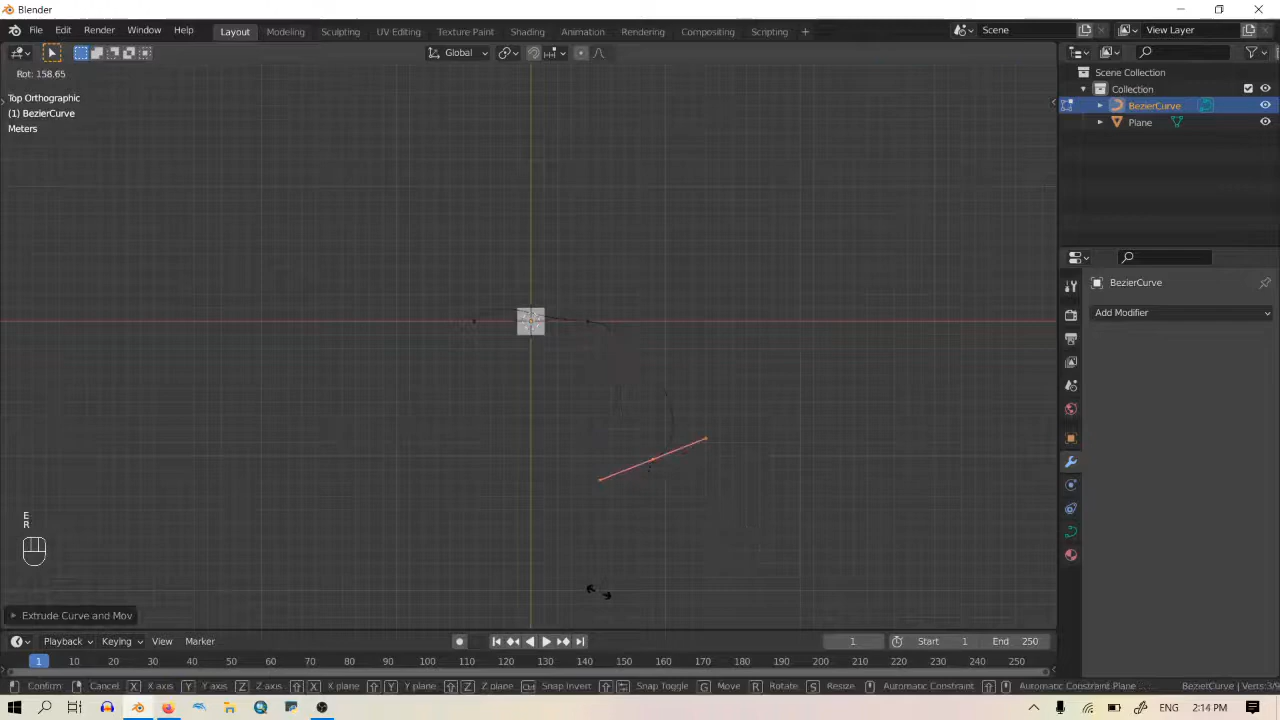 Blender
File Edit Render Window Help Layout Modeling Sculpting UV Editing Texture Paint Shading Animation Rendering Compositing Scripting + Scene View Layer
Global
Rot: 158.65
Top Orthographic
(1) BezierCurve
Meters
Scene Collection
Collection
BezierCurve
Plane
BezierCurve
Add Modifier
E
R
Extrude Curve and Mov
Playback Keying View Marker 1 Start 1 End 250
1 10 20 30 40 50 60 70 80 90 100 110 120 130 140 150 160 170 180 190 200 210 220 230 240 250
Confirm Cancel X X axis Y Y axis Z Z axis X X plane Y Y plane Z Z plane Snap Invert Snap Toggle G Move R Rotate S Resize Automatic Constraint Automatic Constraint Plane BezierCurve | Verts:3/9
ENG 2:14 PM